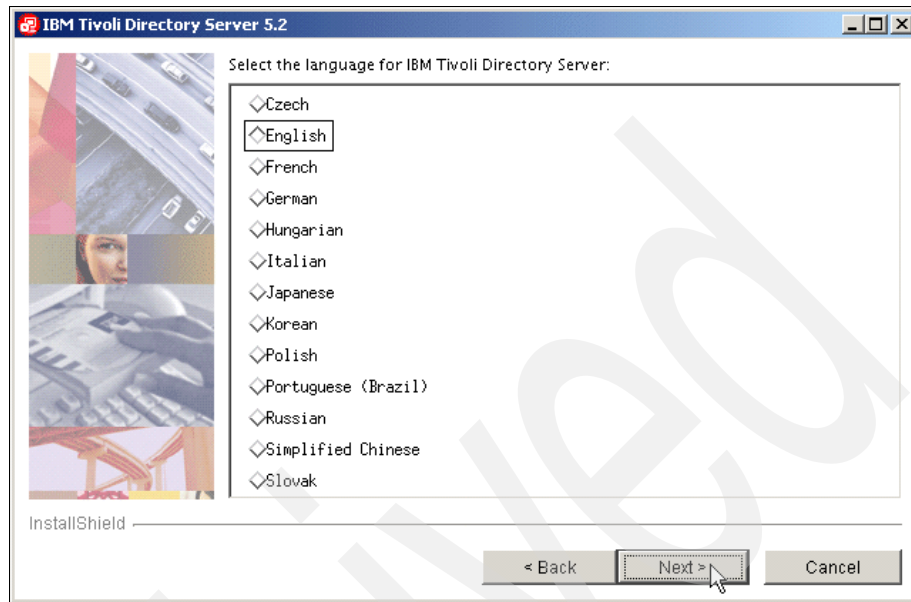 IBM Tivoli Directory Server 5.2
Select the language for IBM Tivoli Directory Server:
Czech
English
French
German
Hungarian
Italian
Japanese
Korean
Polish
Portuguese (Brazil)
Russian
Simplified Chinese
Slovak
InstallShield
< Back
Next >
Cancel